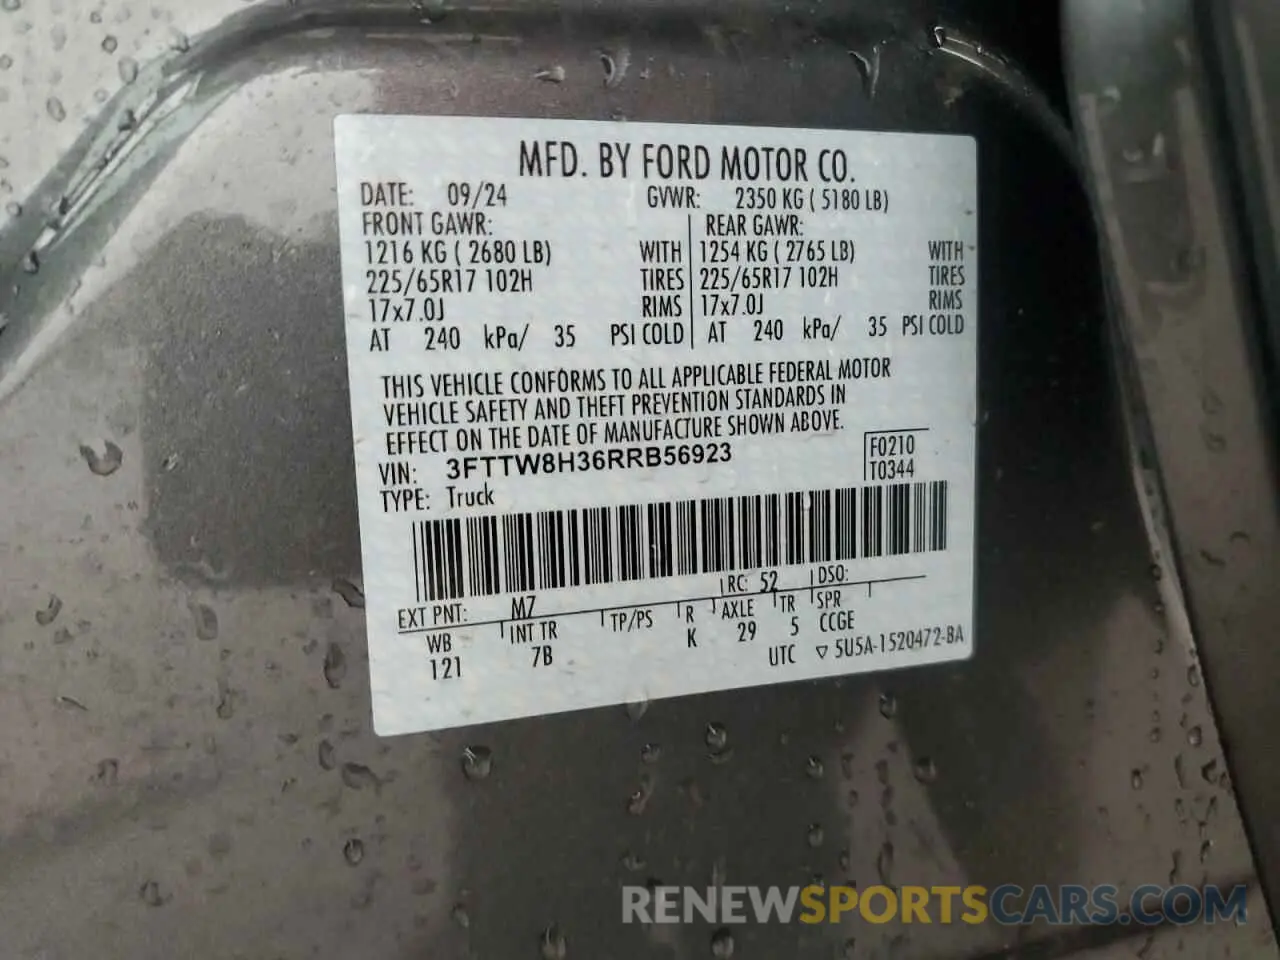 MFD. BY FORD MOTOR CO.
DATE: 09/24 GVWR: 2350 KG ( 5180 LB)
FRONT GAWR: REAR GAWR:
1216 KG ( 2680 LB) WITH 1254 KG ( 2765 LB) WITH
225/65R17 102H TIRES 225/65R17 102H TIRES
17x7.0J RIMS 17x7.0J RIMS
AT 240 kPa/ 35 PSI COLD AT 240 kPa/ 35 PSI COLD
THIS VEHICLE CONFORMS TO ALL APPLICABLE FEDERAL MOTOR
VEHICLE SAFETY AND THEFT PREVENTION STANDARDS IN
EFFECT ON THE DATE OF MANUFACTURE SHOWN ABOVE.
VIN: 3FTTW8H36RRB56923 F0210
TYPE: Truck T0344
EXT PNT: M7 RC: 52 DSO:
WB INT TR TP/PS R AXLE TR SPR
121 7B K 29 5 CCGE
UTC ▽ 5U5A-1520472-BA
RENEWSPORTSCARS.COM